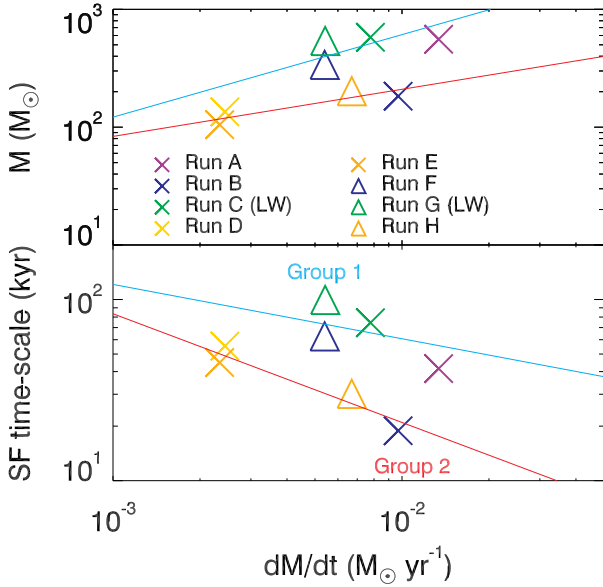 10³
10²
10¹
M (M☉)
Run A
Run B
Run C (LW)
Run D
Run E
Run F
Run G (LW)
Run H
10²
10¹
SF time-scale (kyr)
Group 1
Group 2
10⁻³
10⁻²
dM/dt (M☉ yr⁻¹)